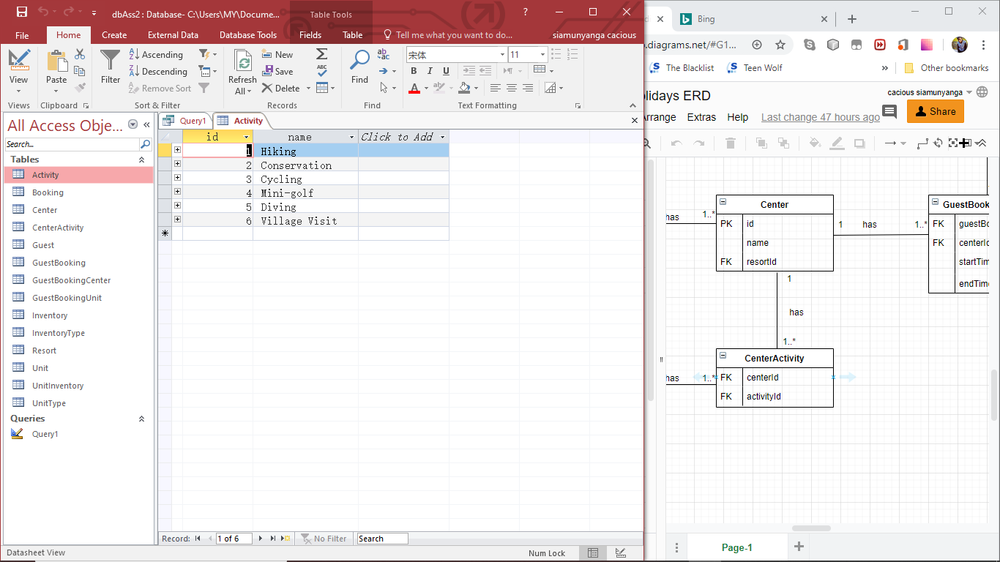 dbAss2 : Database- C:\Users\MY\Docume...
Table Tools
?
File
Home
Create
External Data
Database Tools
Fields
Table
Tell me what you want to do...
siamunyanga cacious
View
Views
Paste
Clipboard
Filter
Ascending
Descending
Remove Sort
Sort & Filter
Refresh
All
New
Save
Delete
Records
Find
Find
宋体
11
B I U
A
Text Formatting
All Access Obje...
Search...
Tables
Activity
Booking
Center
CenterActivity
Guest
GuestBooking
GuestBookingCenter
GuestBookingUnit
Inventory
InventoryType
Resort
Unit
UnitInventory
UnitType
Queries
Query1
Query1
Activity
id name Click to Add
1 Hiking
2 Conservation
3 Cycling
4 Mini-golf
5 Diving
6 Village Visit
Record: 1 of 6 No Filter Search
Datasheet View
Num Lock
Bing
.diagrams.net/#G1...
The Blacklist
Teen Wolf
»
Other bookmarks
olidays ERD
cacious siamunyanga
Arrange
Extras
Help
Last change 47 hours ago
Share
has
1..*
Center
PK id
name
FK resortId
1 has 1..*
GuestBook
FK guestBo
FK centerId
startTim
endTime
1
has
1..*
has
1..*
CenterActivity
FK centerId
FK activityId
Page-1